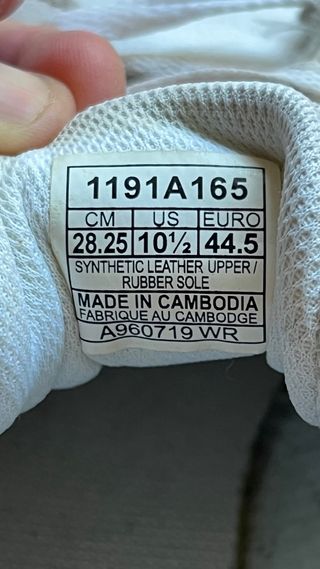 1191A165
CM US EURO
28.25 10½ 44.5
SYNTHETIC LEATHER UPPER/
RUBBER SOLE
MADE IN CAMBODIA
FABRIQUE AU CAMBODGE
A960719 WR